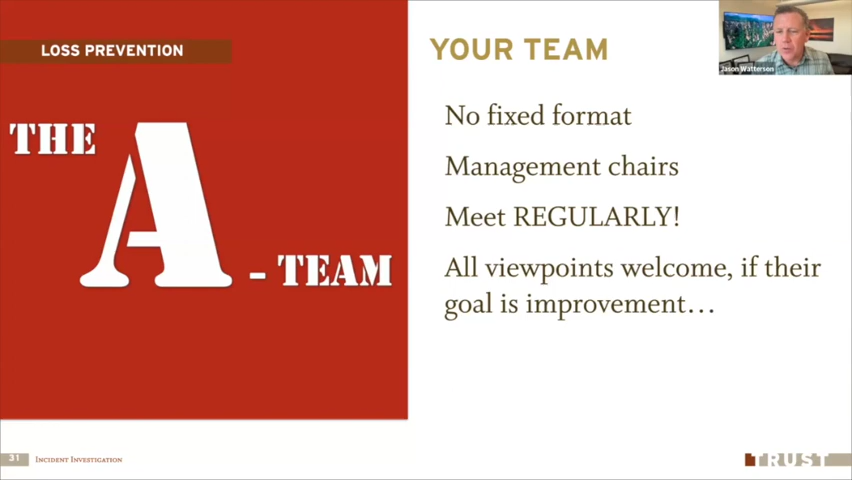 LOSS PREVENTION
THE
A
- TEAM
YOUR TEAM
No fixed format
Management chairs
Meet REGULARLY!
All viewpoints welcome, if their
goal is improvement…
Jason Watterson
31
INCIDENT INVESTIGATION
TRUST